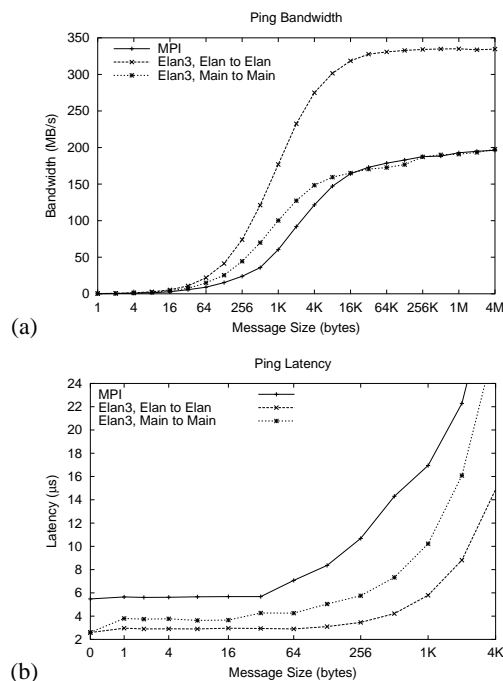 Ping Bandwidth
350
300
250
200
150
100
50
0
Bandwidth (MB/s)
MPI
Elan3, Elan to Elan
Elan3, Main to Main
1 4 16 64 256 1K 4K 16K 64K 256K 1M 4M
(a)
Message Size (bytes)
Ping Latency
24
22
20
18
16
14
12
10
8
6
4
2
Latency (µs)
MPI
Elan3, Elan to Elan
Elan3, Main to Main
0 1 4 16 64 256 1K 4K
(b)
Message Size (bytes)